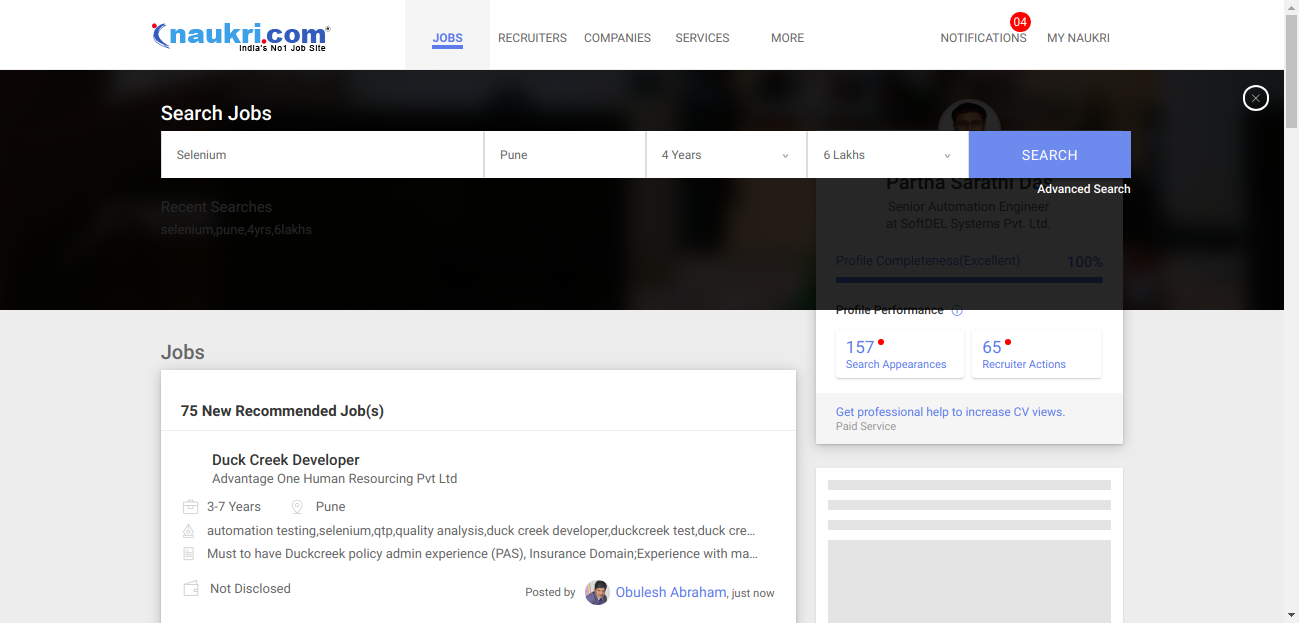 naukri.com
India's No1 Job Site
JOBS
RECRUITERS
COMPANIES
SERVICES
MORE
NOTIFICATIONS
04
MY NAUKRI
Search Jobs
Selenium
Pune
4 Years
6 Lakhs
SEARCH
Advanced Search
Recent Searches
selenium,pune,4yrs,6lakhs
Partha Sarathi Das
Senior Automation Engineer
at SoftDEL Systems Pvt. Ltd.
Profile Completeness(Excellent) 100%
Profile Performance
157
Search Appearances
65
Recruiter Actions
Get professional help to increase CV views.
Paid Service
Jobs
75 New Recommended Job(s)
Duck Creek Developer
Advantage One Human Resourcing Pvt Ltd
3-7 Years Pune
automation testing,selenium,qtp,quality analysis,duck creek developer,duckcreek test,duck cre...
Must to have Duckcreek policy admin experience (PAS), Insurance Domain;Experience with ma...
Not Disclosed
Posted by Obulesh Abraham, just now